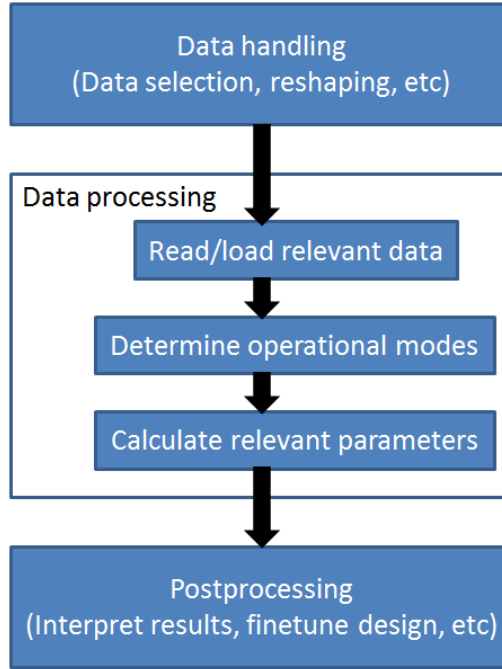 Data handling
(Data selection, reshaping, etc)
Data processing
Read/load relevant data
Determine operational modes
Calculate relevant parameters
Postprocessing
(Interpret results, finetune design, etc)